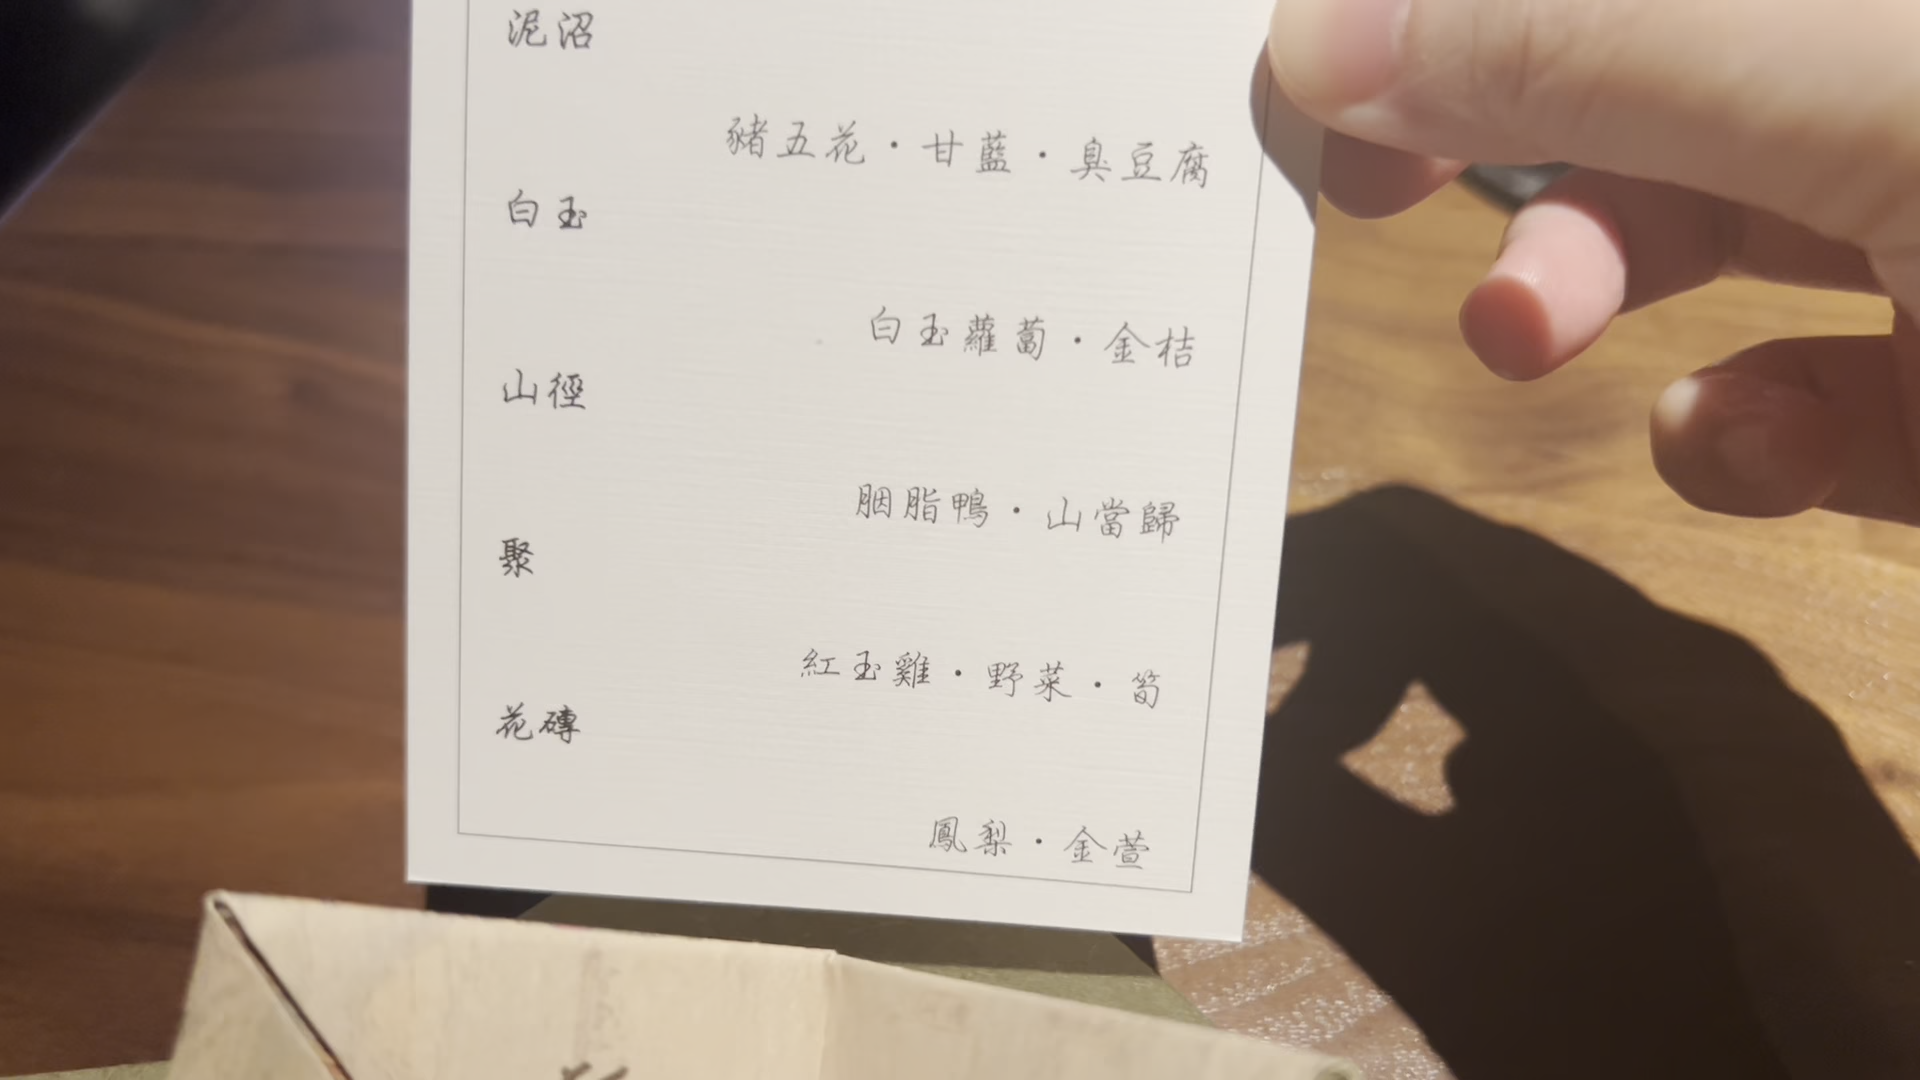 泥沼
豬五花・甘藍・臭豆腐
白玉
白玉蘿蔔・金桔
山徑
胭脂鴨・山當歸
聚
紅玉雞・野菜・筍
花磚
鳳梨・金萱